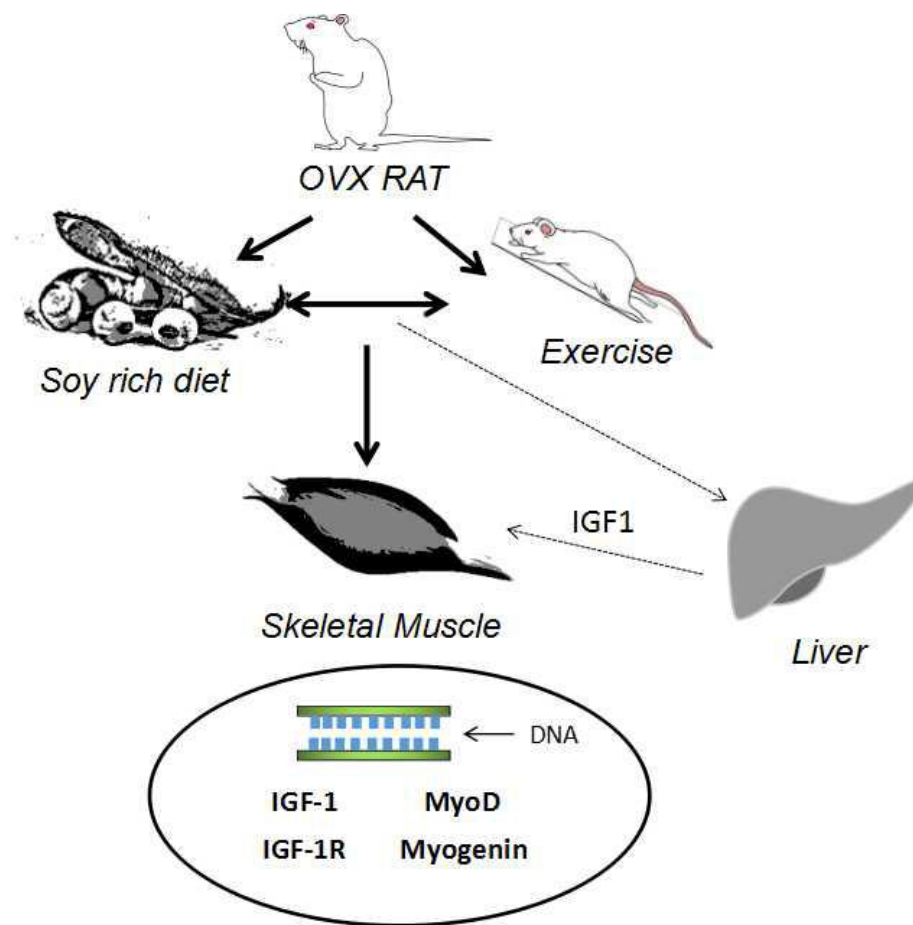 OVX RAT
Soy rich diet
Exercise
IGF1
Skeletal Muscle
Liver
DNA
IGF-1 MyoD
IGF-1R Myogenin